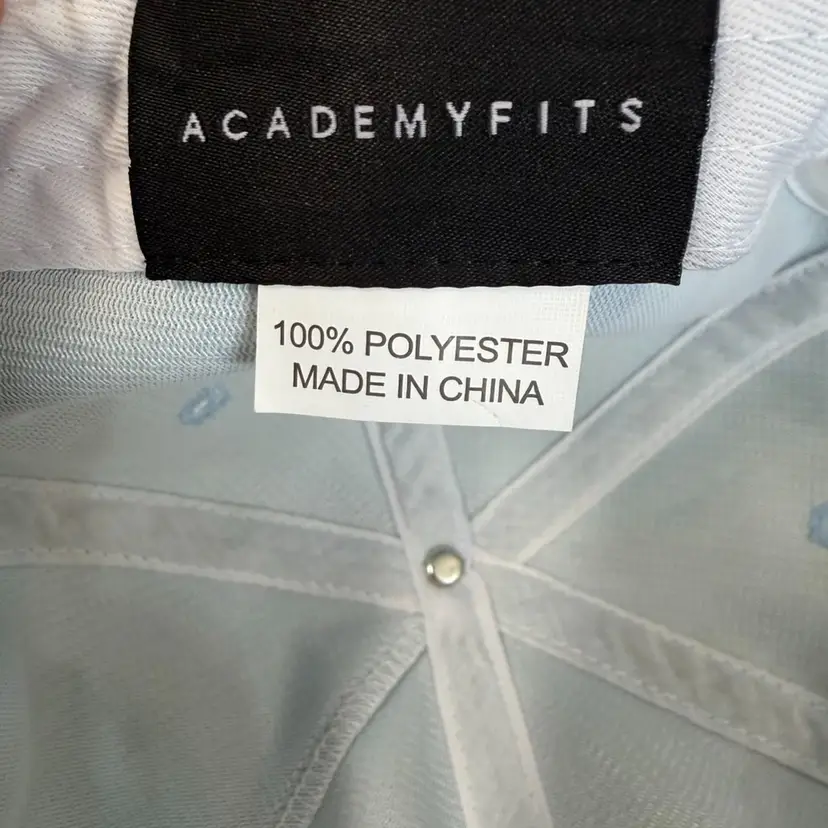 ACADEMYFITS
100% POLYESTER
MADE IN CHINA